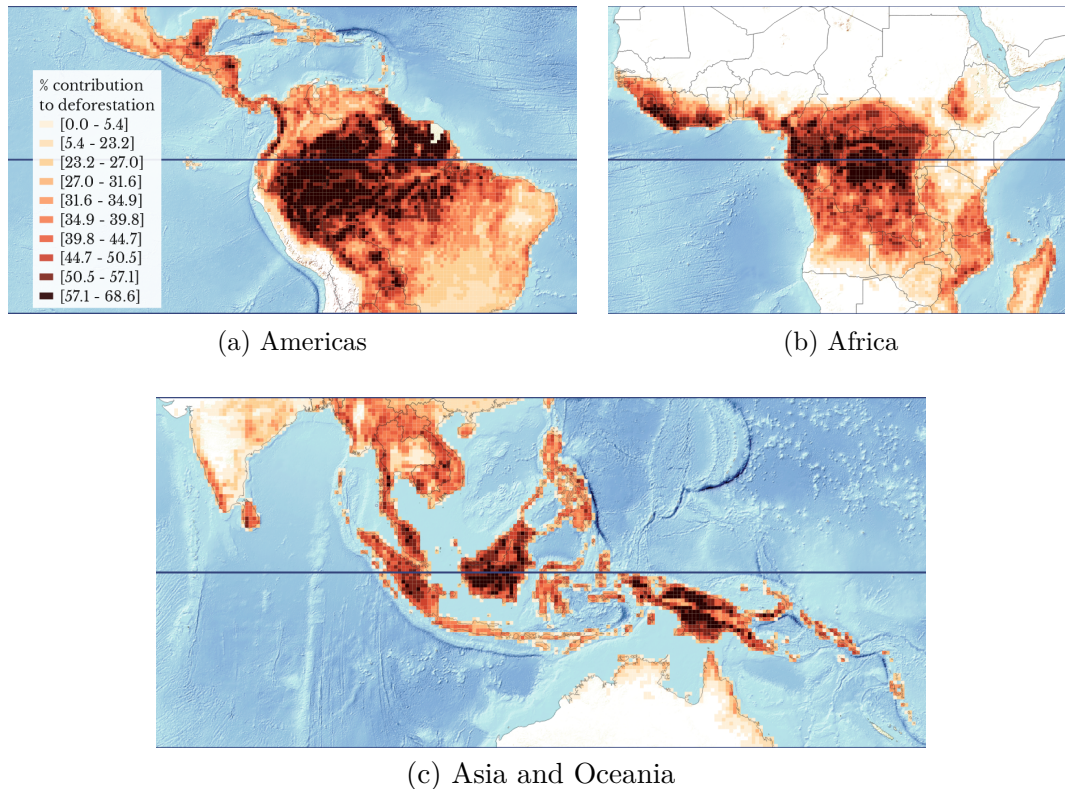 % contribution
to deforestation
[0.0 - 5.4]
[5.4 - 23.2]
[23.2 - 27.0]
[27.0 - 31.6]
[31.6 - 34.9]
[34.9 - 39.8]
[39.8 - 44.7]
[44.7 - 50.5]
[50.5 - 57.1]
[57.1 - 68.6]
(a) Americas
(b) Africa
(c) Asia and Oceania